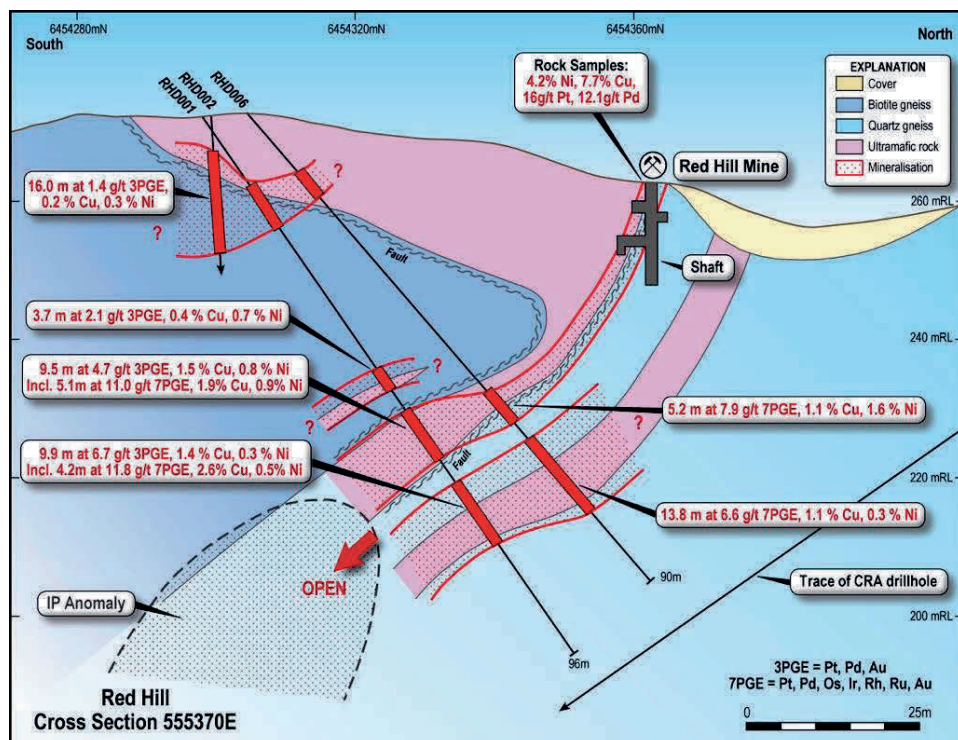 6454280mN
6454320mN
6454360mN
South
North
RHD001
RHD002
RHD006
Rock Samples:
4.2% Ni, 7.7% Cu,
16g/t Pt, 12.1g/t Pd
EXPLANATION
Cover
Biotite gneiss
Quartz gneiss
Ultramafic rock
Mineralisation
Red Hill Mine
16.0 m at 1.4 g/t 3PGE,
0.2 % Cu, 0.3 % Ni
?
?
260 mRL
Fault
Shaft
3.7 m at 2.1 g/t 3PGE, 0.4 % Cu, 0.7 % Ni
240 mRL
9.5 m at 4.7 g/t 3PGE, 1.5 % Cu, 0.8 % Ni
Incl. 5.1m at 11.0 g/t 7PGE, 1.9% Cu, 0.9% Ni
?
?
5.2 m at 7.9 g/t 7PGE, 1.1 % Cu, 1.6 % Ni
?
9.9 m at 6.7 g/t 3PGE, 1.4 % Cu, 0.3 % Ni
Incl. 4.2m at 11.8 g/t 7PGE, 2.6% Cu, 0.5% Ni
Fault
220 mRL
13.8 m at 6.6 g/t 7PGE, 1.1 % Cu, 0.3 % Ni
OPEN
90m
Trace of CRA drillhole
IP Anomaly
200 mRL
96m
3PGE = Pt, Pd, Au
7PGE = Pt, Pd, Os, Ir, Rh, Ru, Au
Red Hill
Cross Section 555370E
0m
25m